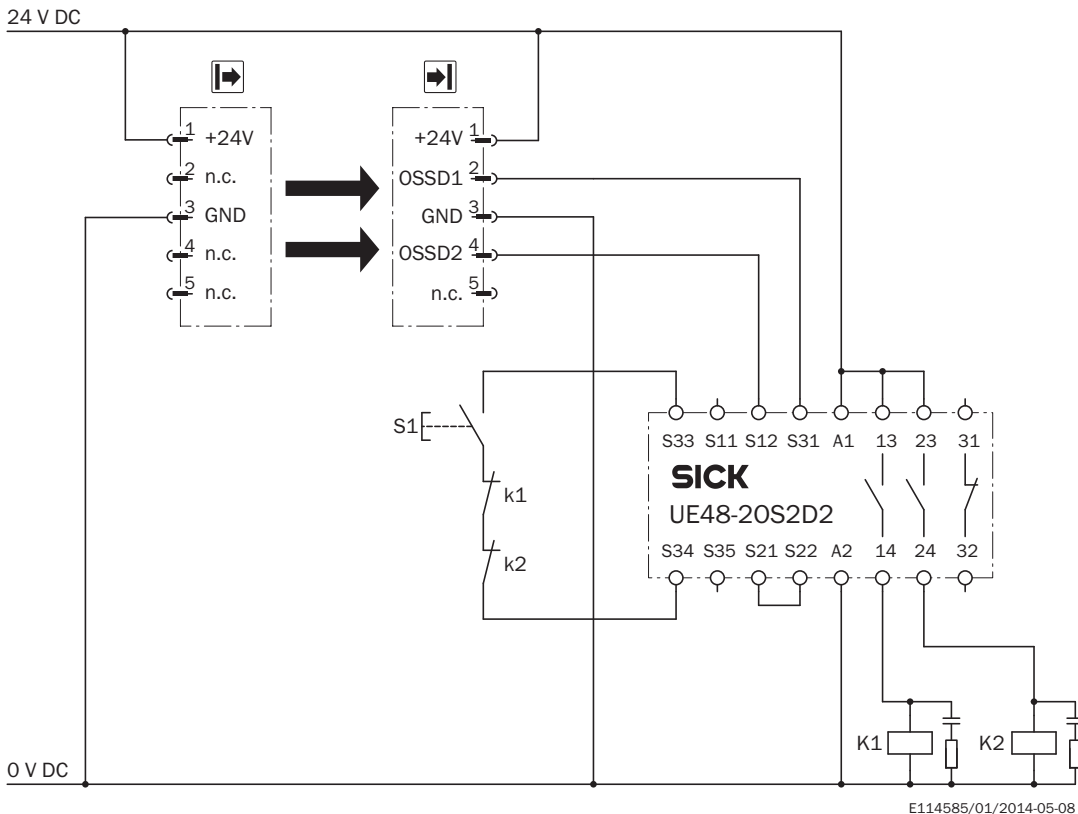 24 V DC
1 +24V
2 n.c.
3 GND
4 n.c.
5 n.c.
+24V 1
OSSD1 2
GND 3
OSSD2 4
n.c. 5
S1
k1
k2
S33 S11 S12 S31 A1 13 23 31
SICK
UE48-20S2D2
S34 S35 S21 S22 A2 14 24 32
K1
K2
0 V DC
E114585/01/2014-05-08